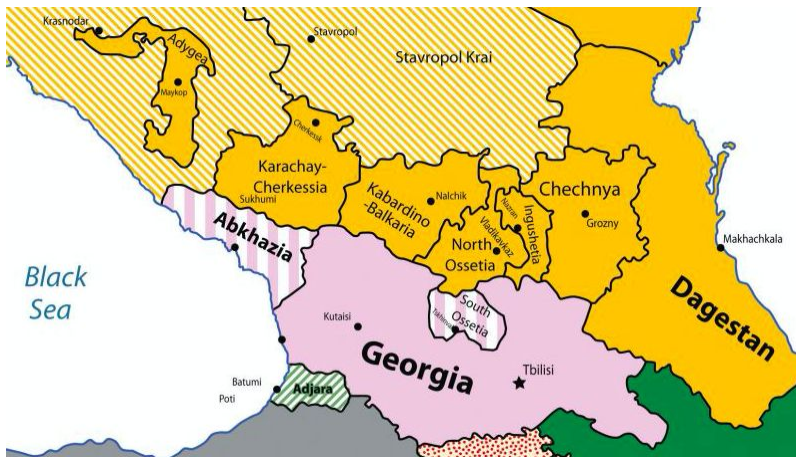 Krasnodar
Adygea
Maykop
Stavropol
Stavropol Krai
Cherkessk
Karachay-
Cherkessia
Sukhumi
Kabardino
-Balkaria
Nalchik
North
Ossetia
Vladikavkaz
Nazran
Ingushetia
Chechnya
Grozny
Makhachkala
Dagestan
Abkhazia
Black
Sea
South
Ossetia
Tskhinvali
Kutaisi
Georgia
Tbilisi
Batumi
Poti
Adjara